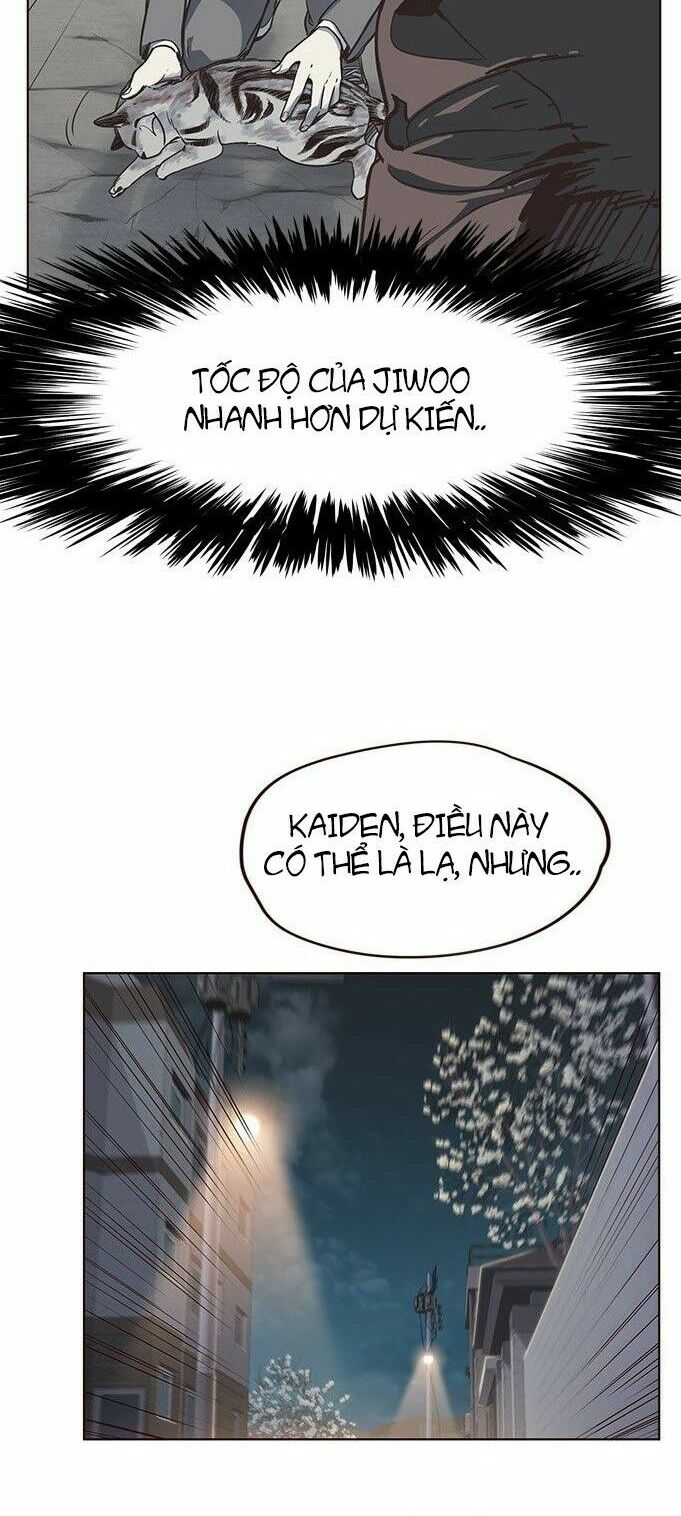 TỐC ĐỘ CỦA JIWOO
NHANH HƠN DỰ KIẾN..
KAIDEN, ĐIỀU NÀY
CÓ THỂ LÀ LẠ, NHƯNG..